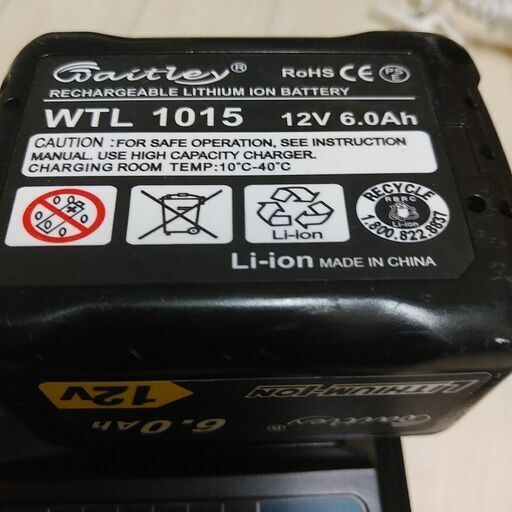 Waitley® RoHS CE PSE
RECHARGEABLE LITHIUM ION BATTERY
WTL 1015 12V 6.0Ah
CAUTION :FOR SAFE OPERATION, SEE INSTRUCTION
MANUAL. USE HIGH CAPACITY CHARGER.
CHARGING ROOM TEMP:10°C-40°C
Li-ion
RECYCLE
RBRC
Li-ion
1.800.822.8837
Li-ion MADE IN CHINA
12V
LITHIUM-ION
6.0Ah
Waitley